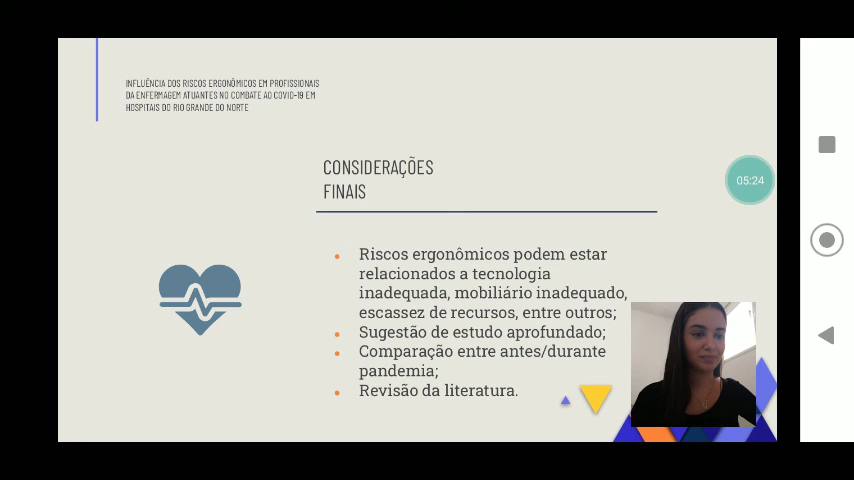 INFLUÊNCIA DOS RISCOS ERGONÔMICOS EM PROFISSIONAIS
DA ENFERMAGEM ATUANTES NO COMBATE AO COVID-19 EM
HOSPITAIS DO RIO GRANDE DO NORTE
CONSIDERAÇÕES
FINAIS
05:24
• Riscos ergonômicos podem estar
relacionados a tecnologia
inadequada, mobiliário inadequado,
escassez de recursos, entre outros;
• Sugestão de estudo aprofundado;
• Comparação entre antes/durante
pandemia;
• Revisão da literatura.